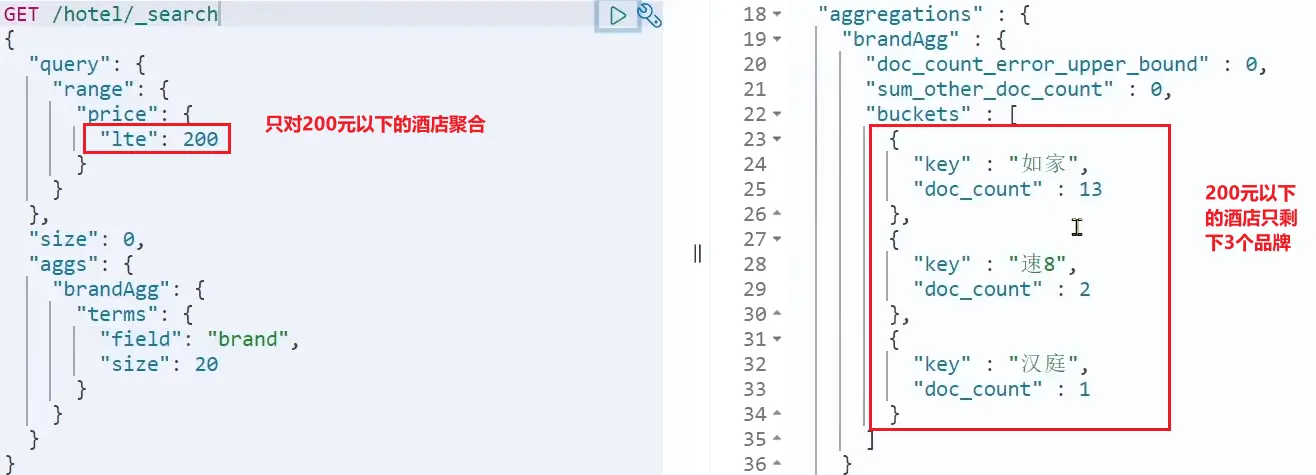 GET /hotel/_search
{
  "query": {
    "range": {
      "price": {
        "lte": 200
      }
    }
  },
  "size": 0,
  "aggs": {
    "brandAgg": {
      "terms": {
        "field": "brand",
        "size": 20
      }
    }
  }
}
只对200元以下的酒店聚合
18 "aggregations" : {
19   "brandAgg" : {
20     "doc_count_error_upper_bound" : 0,
21     "sum_other_doc_count" : 0,
22     "buckets" : [
23       {
24         "key" : "如家",
25         "doc_count" : 13
26       },
27       {
28         "key" : "速8",
29         "doc_count" : 2
30       },
31       {
32         "key" : "汉庭",
33         "doc_count" : 1
34       }
35     ]
36   }
200元以下
的酒店只剩
下3个品牌